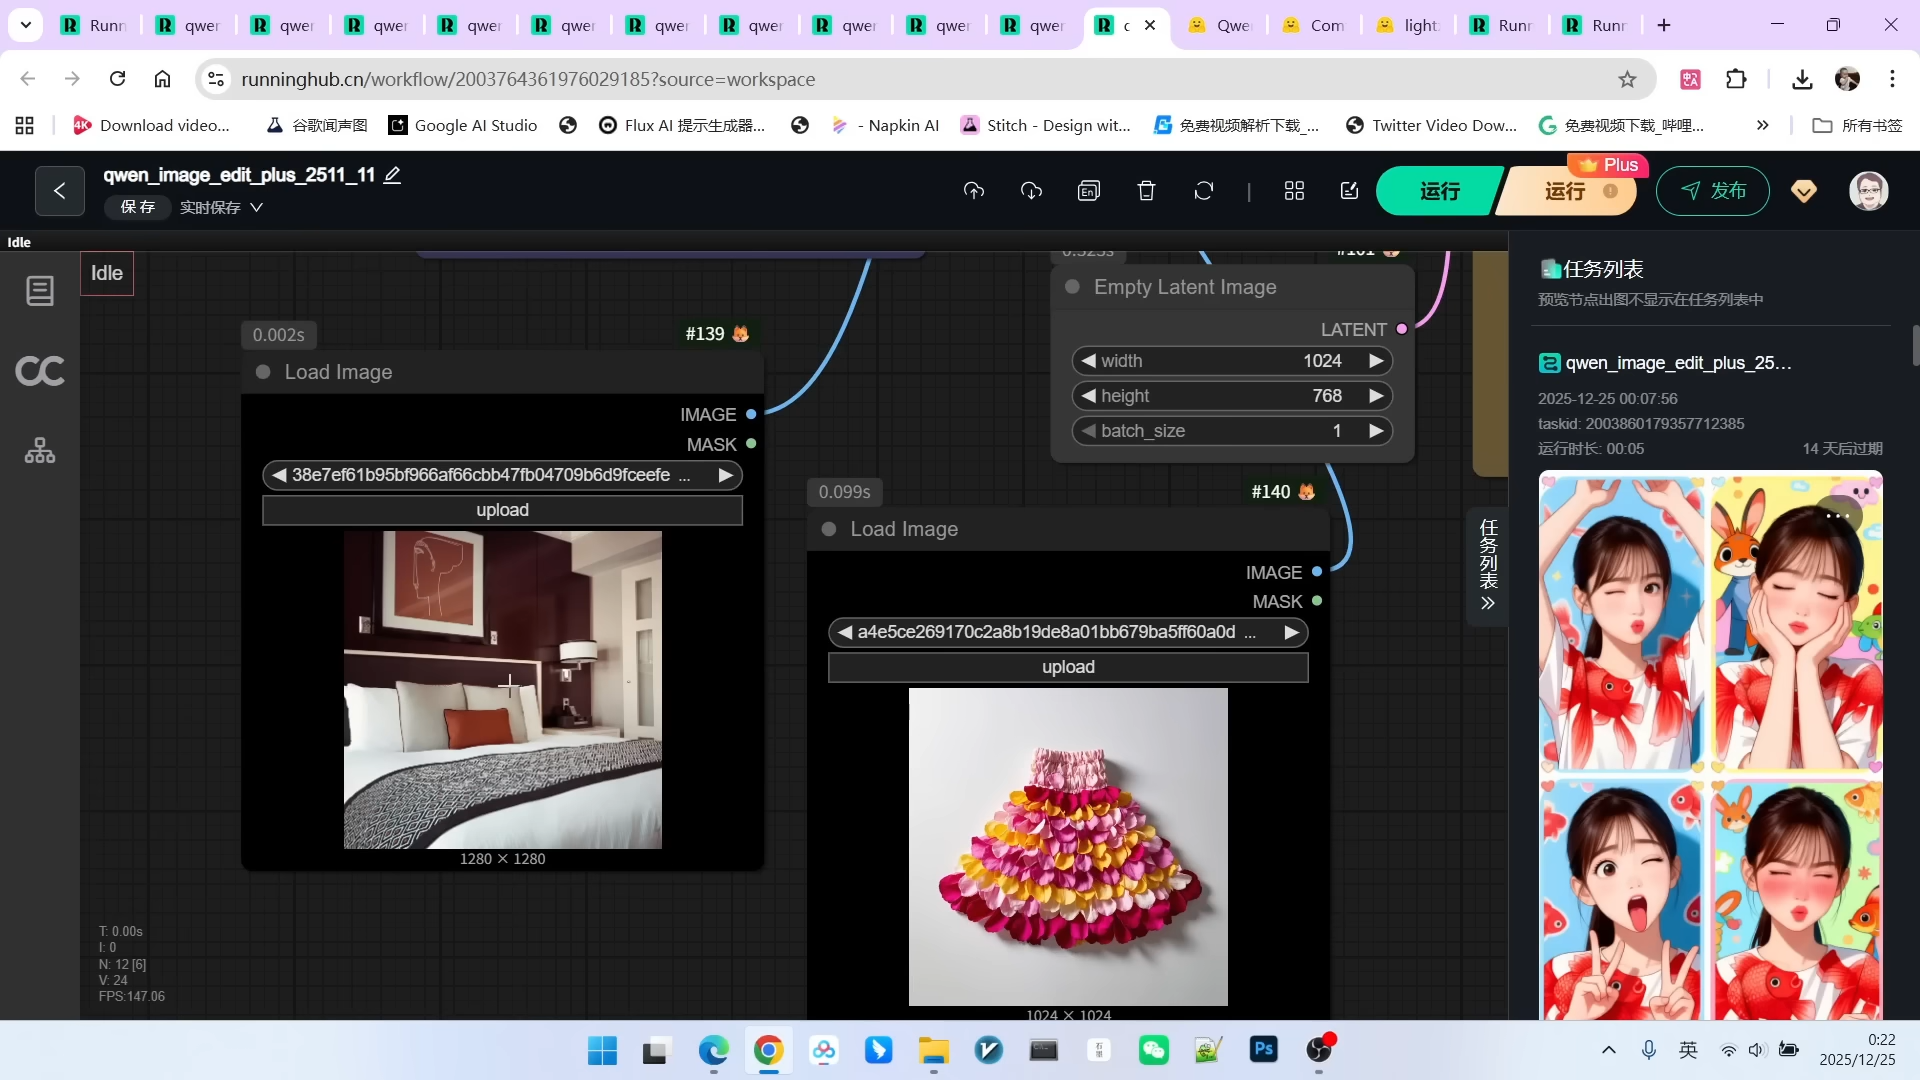 Runn
qwer
qwer
qwer
qwer
qwer
qwer
qwer
qwer
qwer
qwer
Qwe
Com
light
Runn
Runn
runninghub.cn/workflow/2003764361976029185?source=workspace
Download video...
谷歌闻声图
Google AI Studio
Flux AI 提示生成器...
- Napkin AI
Stitch - Design wit...
免费视频解析下载_...
Twitter Video Dow...
免费视频下载_哔哩...
所有书签
qwen_image_edit_plus_2511_11
保存
实时保存
En
运行
运行
Plus
发布
Idle
Idle
CC
0.002s
#139
Load Image
IMAGE
MASK
38e7ef61b95bf966af66cbb47fb04709b6d9fceefe ...
upload
1280 × 1280
0.323s
#161
Empty Latent Image
LATENT
width 1024
height 768
batch_size 1
0.099s
#140
Load Image
IMAGE
MASK
a4e5ce269170c2a8b19de8a01bb679ba5ff60a0d ...
upload
1024 × 1024
任务列表
任务列表
预览节点出图不显示在任务列表中
qwen_image_edit_plus_25...
2025-12-25 00:07:56
taskid: 2003860179357712385
运行时长: 00:05
14 天后过期
T: 0.00s
I: 0
N: 12 [6]
V: 24
FPS:147.06
Ps
英
0:22
2025/12/25